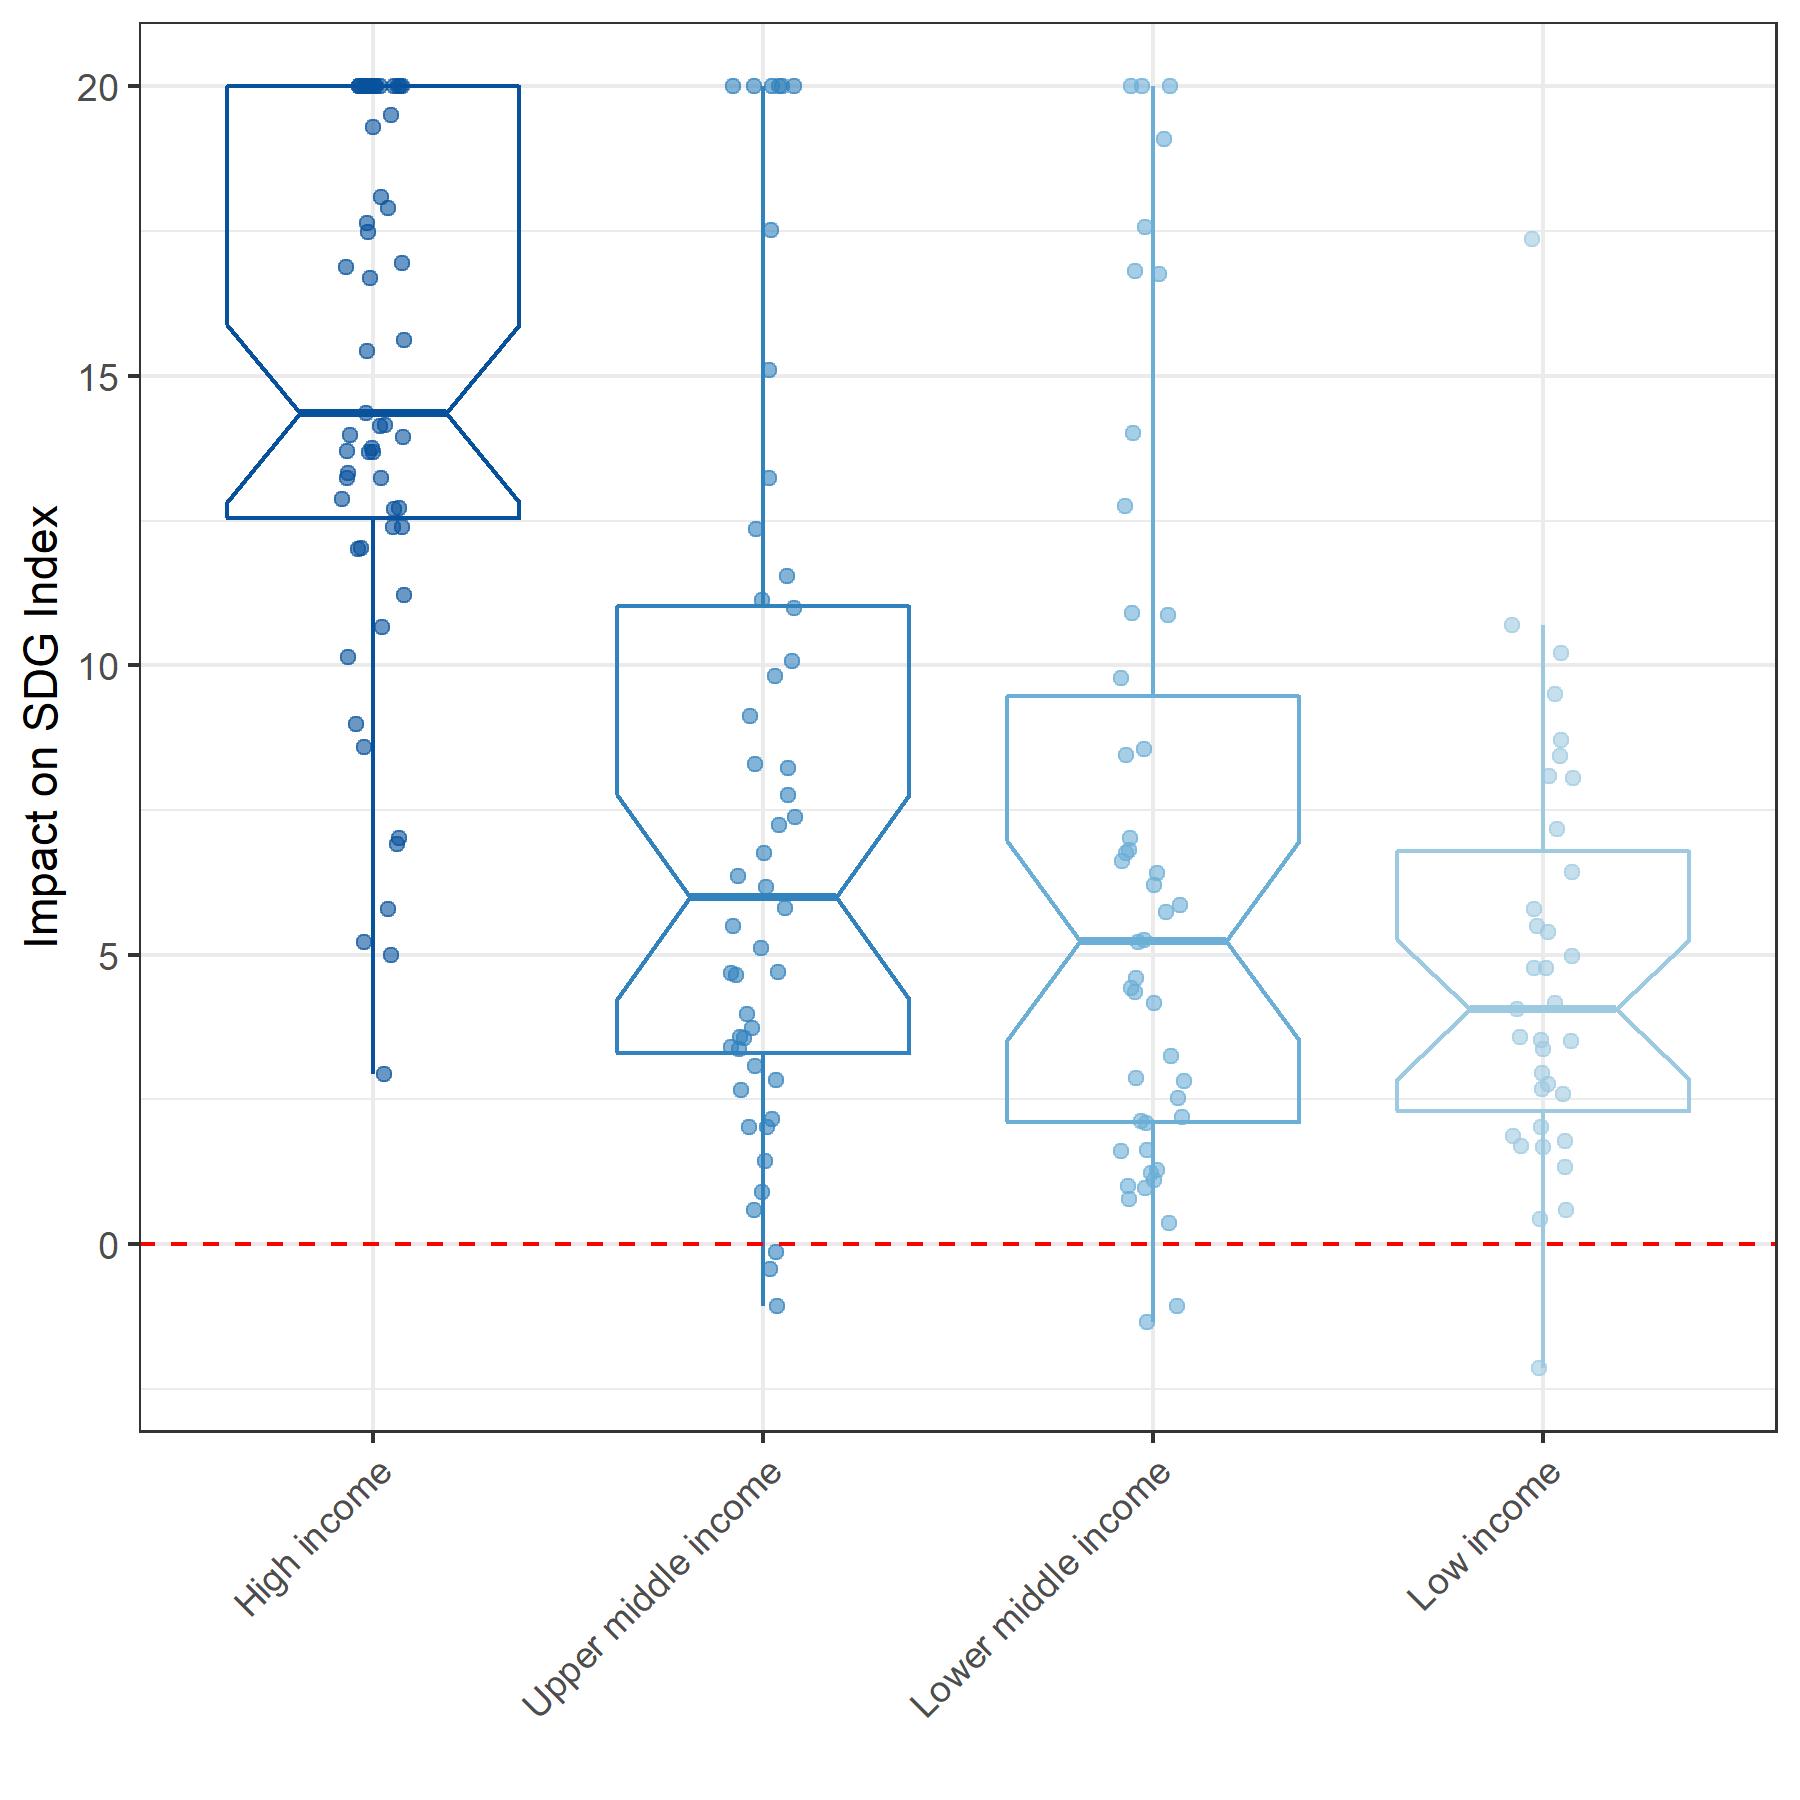 Impact on SDG Index
20
15
10
5
0
High income
Upper middle income
Lower middle income
Low income